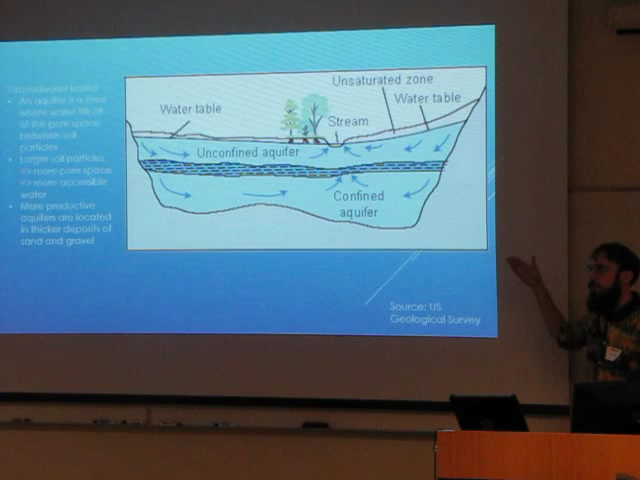 Groundwater basics
• An aquifer is a zone
where water fills all
of the pore space
between soil
particles
• Larger soil particles
=> more pore space
=> more accessible
water
• More productive
aquifers are located
in thicker deposits of
sand and gravel
Unsaturated zone
Water table
Water table
Stream
Unconfined aquifer
Confined
aquifer
Source: US
Geological Survey